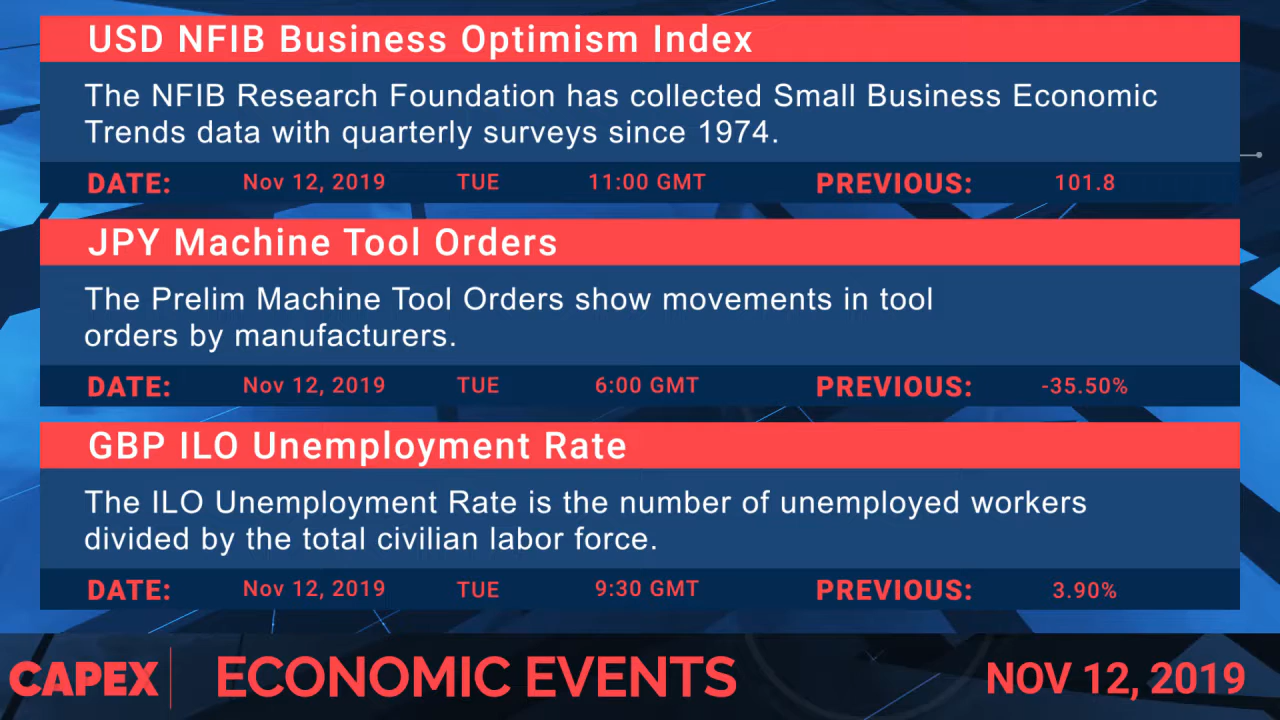 USD NFIB Business Optimism Index
The NFIB Research Foundation has collected Small Business Economic
Trends data with quarterly surveys since 1974.
DATE: Nov 12, 2019 TUE 11:00 GMT PREVIOUS: 101.8
JPY Machine Tool Orders
The Prelim Machine Tool Orders show movements in tool
orders by manufacturers.
DATE: Nov 12, 2019 TUE 6:00 GMT PREVIOUS: -35.50%
GBP ILO Unemployment Rate
The ILO Unemployment Rate is the number of unemployed workers
divided by the total civilian labor force.
DATE: Nov 12, 2019 TUE 9:30 GMT PREVIOUS: 3.90%
CAPEX ECONOMIC EVENTS NOV 12, 2019